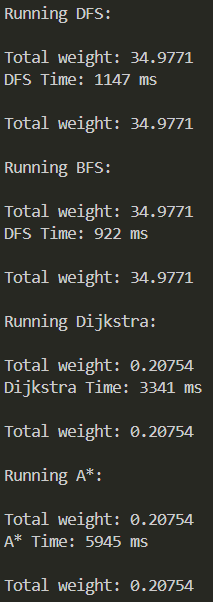 Running DFS:
Total weight: 34.9771
DFS Time: 1147 ms
Total weight: 34.9771
Running BFS:
Total weight: 34.9771
DFS Time: 922 ms
Total weight: 34.9771
Running Dijkstra:
Total weight: 0.20754
Dijkstra Time: 3341 ms
Total weight: 0.20754
Running A*:
Total weight: 0.20754
A* Time: 5945 ms
Total weight: 0.20754